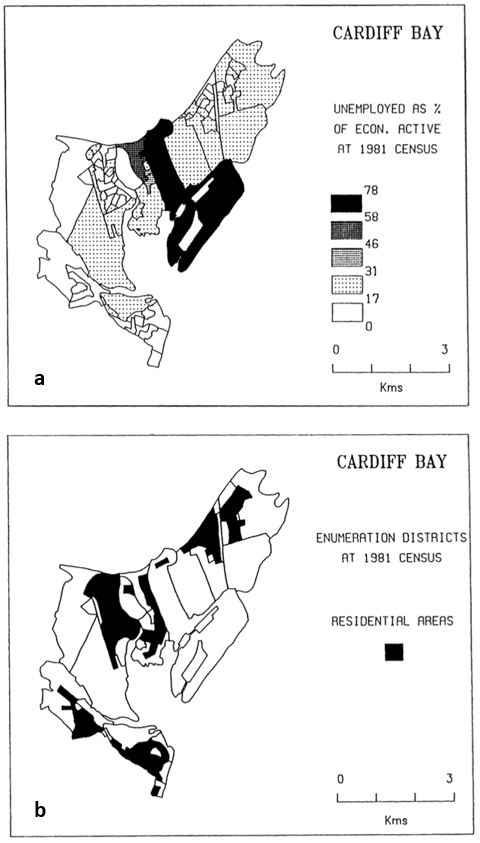 CARDIFF BAY
UNEMPLOYED AS %
OF ECON. ACTIVE
AT 1981 CENSUS
78
58
46
31
17
0
0 3
Kms
a
CARDIFF BAY
ENUMERATION DISTRICTS
AT 1981 CENSUS
RESIDENTIAL AREAS
0 3
Kms
b